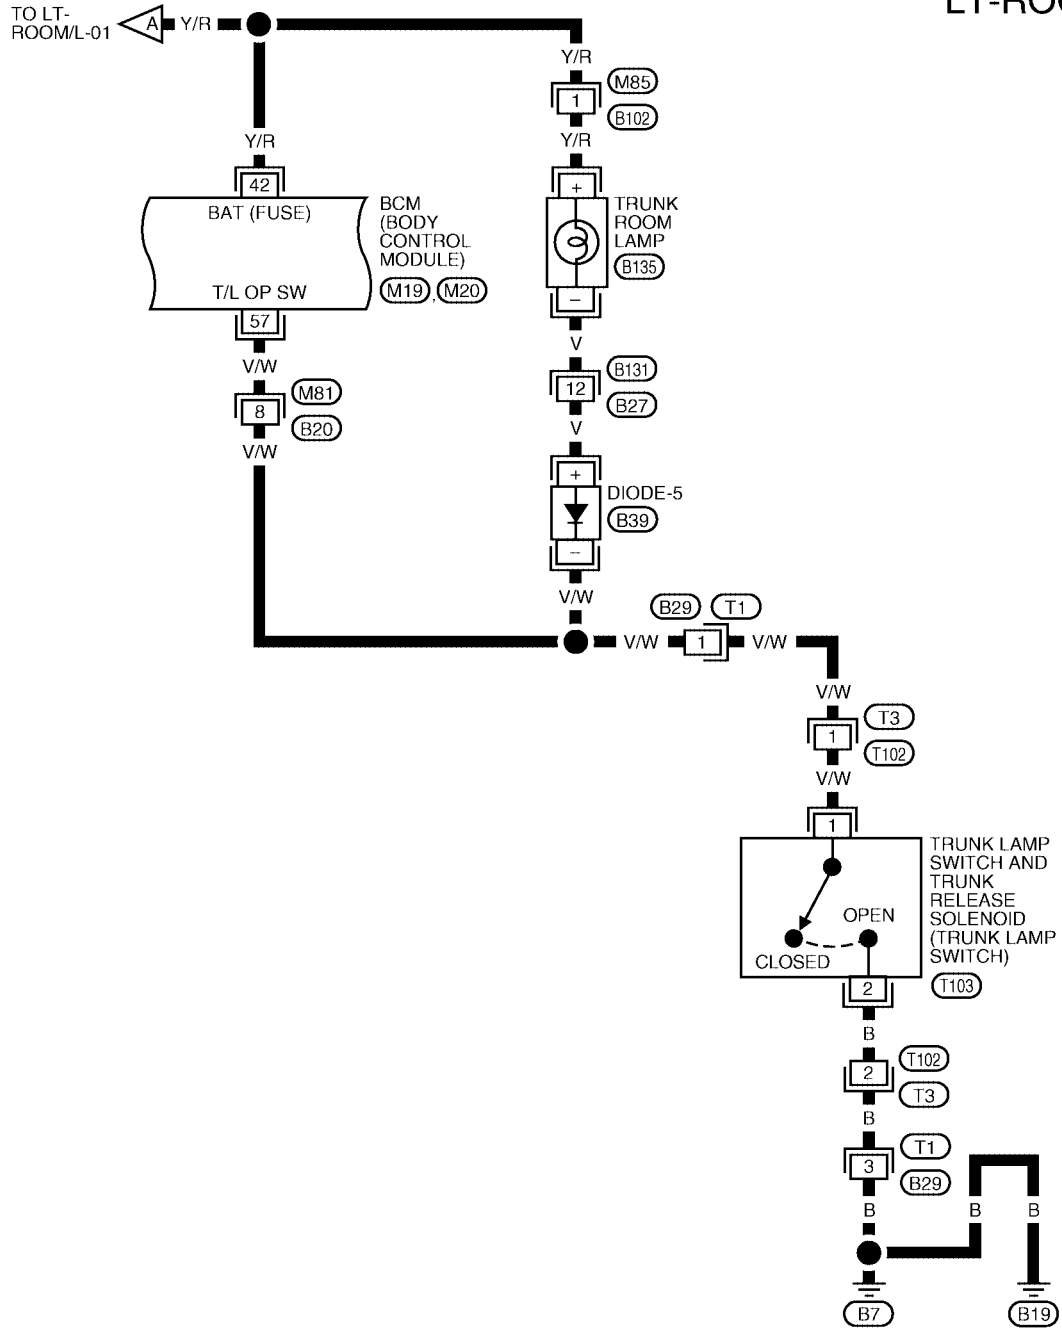 LT-ROO
TO LT-
ROOM/L-01
A
Y/R
Y/R
M85
1
B102
Y/R
Y/R
42
BAT (FUSE)
BCM
(BODY
CONTROL
MODULE)
M19 , M20
T/L OP SW
57
V/W
M81
8
B20
V/W
+
TRUNK
ROOM
LAMP
B135
–
V
B131
12
B27
V
+
DIODE-5
B39
–
V/W
B29 T1
V/W 1 V/W
V/W
T3
1
T102
V/W
1
TRUNK LAMP
SWITCH AND
TRUNK
RELEASE
SOLENOID
(TRUNK LAMP
SWITCH)
OPEN
CLOSED
T103
2
B
T102
2
T3
B
T1
3
B29
B B B
B7 B19